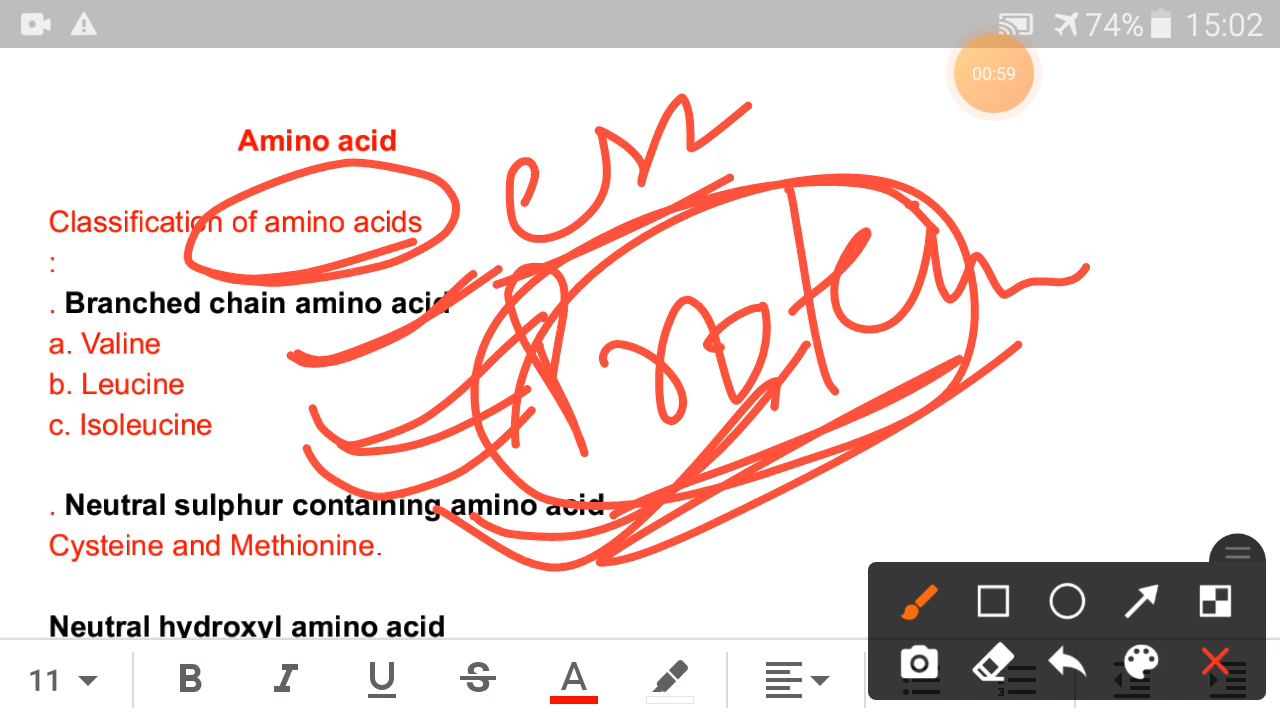 74% 15:02
00:59
Amino acid
Classification of amino acids
:
. Branched chain amino acid
a. Valine
b. Leucine
c. Isoleucine
Protein
. Neutral sulphur containing amino acid
Cysteine and Methionine.
Neutral hydroxyl amino acid
11 B I U S A